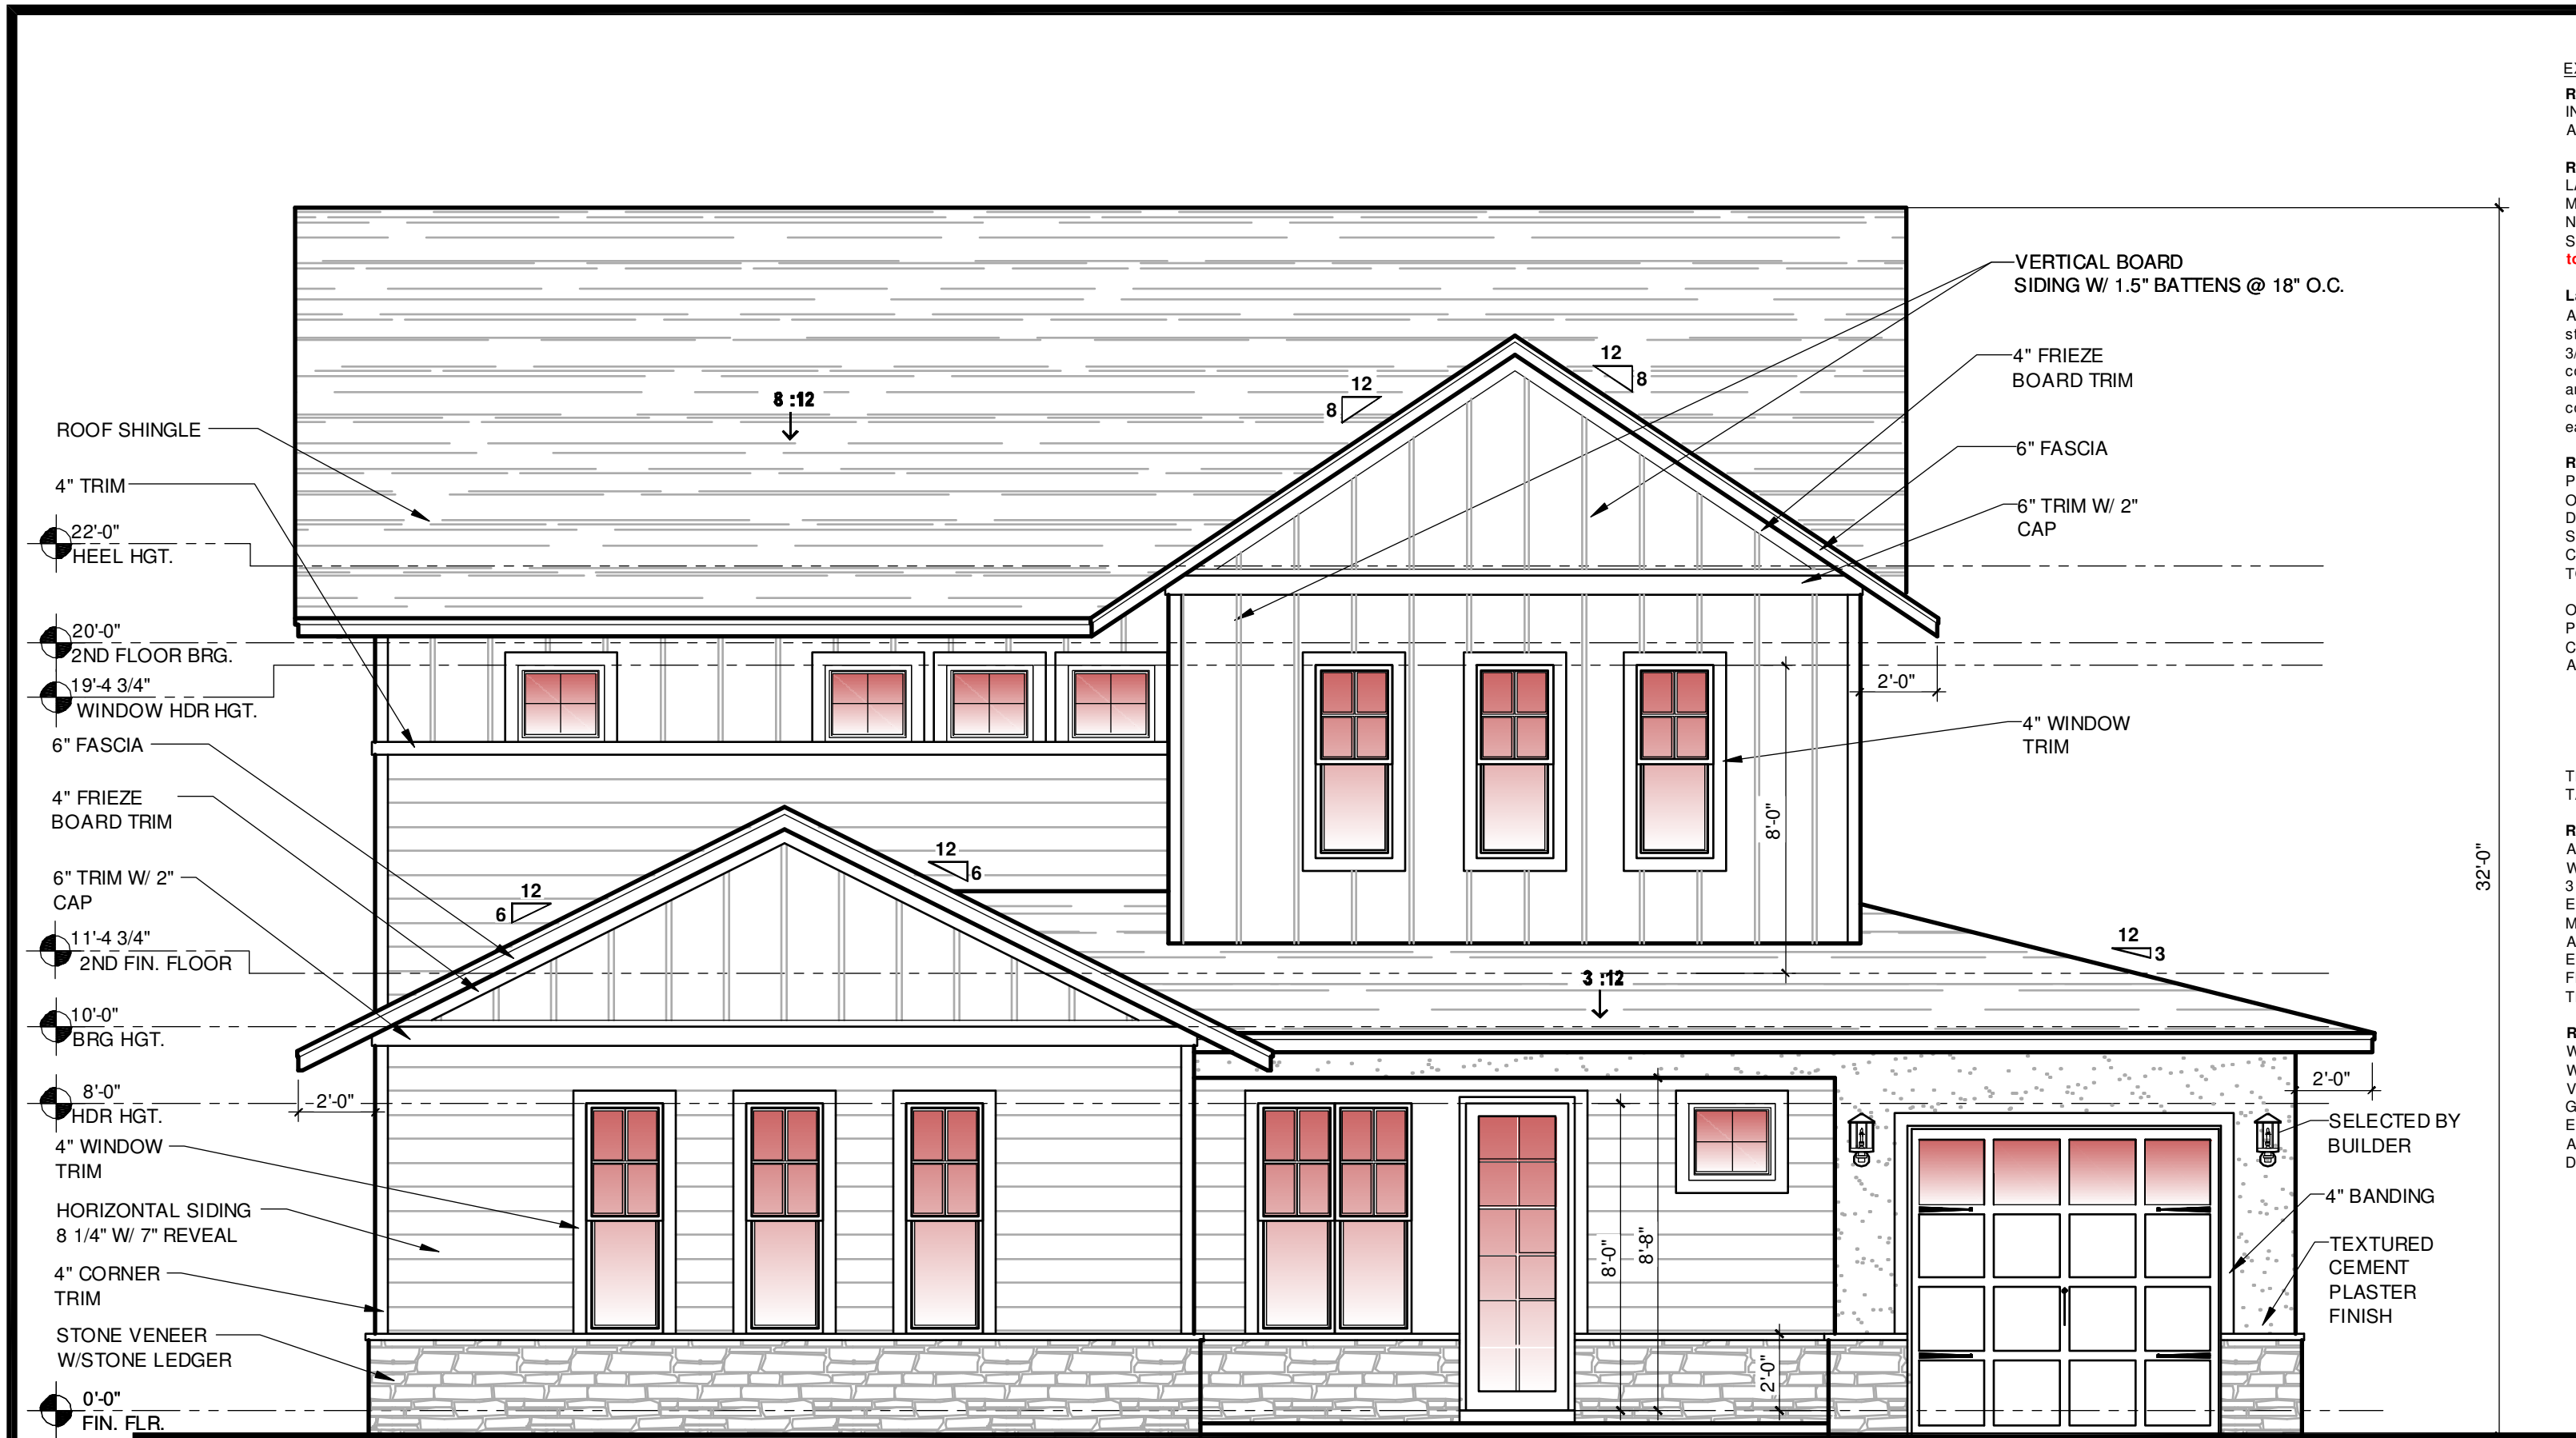 VERTICAL BOARD
SIDING W/ 1.5" BATTENS @ 18" O.C.
12
8
12
8
4" FRIEZE
BOARD TRIM
8 :12
ROOF SHINGLE
6" FASCIA
4" TRIM
6" TRIM W/ 2"
CAP
22'-0"
HEEL HGT.
20'-0"
2ND FLOOR BRG.
19'-4 3/4"
WINDOW HDR HGT.
2'-0"
4" WINDOW
TRIM
6" FASCIA
4" FRIEZE
BOARD TRIM
8'-0"
32'-0"
12
6
12
6
6" TRIM W/ 2"
CAP
11'-4 3/4"
2ND FIN. FLOOR
12
3
3 :12
10'-0"
BRG HGT.
8'-0"
HDR HGT.
2'-0"
2'-0"
SELECTED BY
BUILDER
4" WINDOW
TRIM
4" BANDING
HORIZONTAL SIDING
8 1/4" W/ 7" REVEAL
8'-0"
8'-8"
TEXTURED
CEMENT
PLASTER
FINISH
4" CORNER
TRIM
STONE VENEER
W/STONE LEDGER
2'-0"
0'-0"
FIN. FLR.